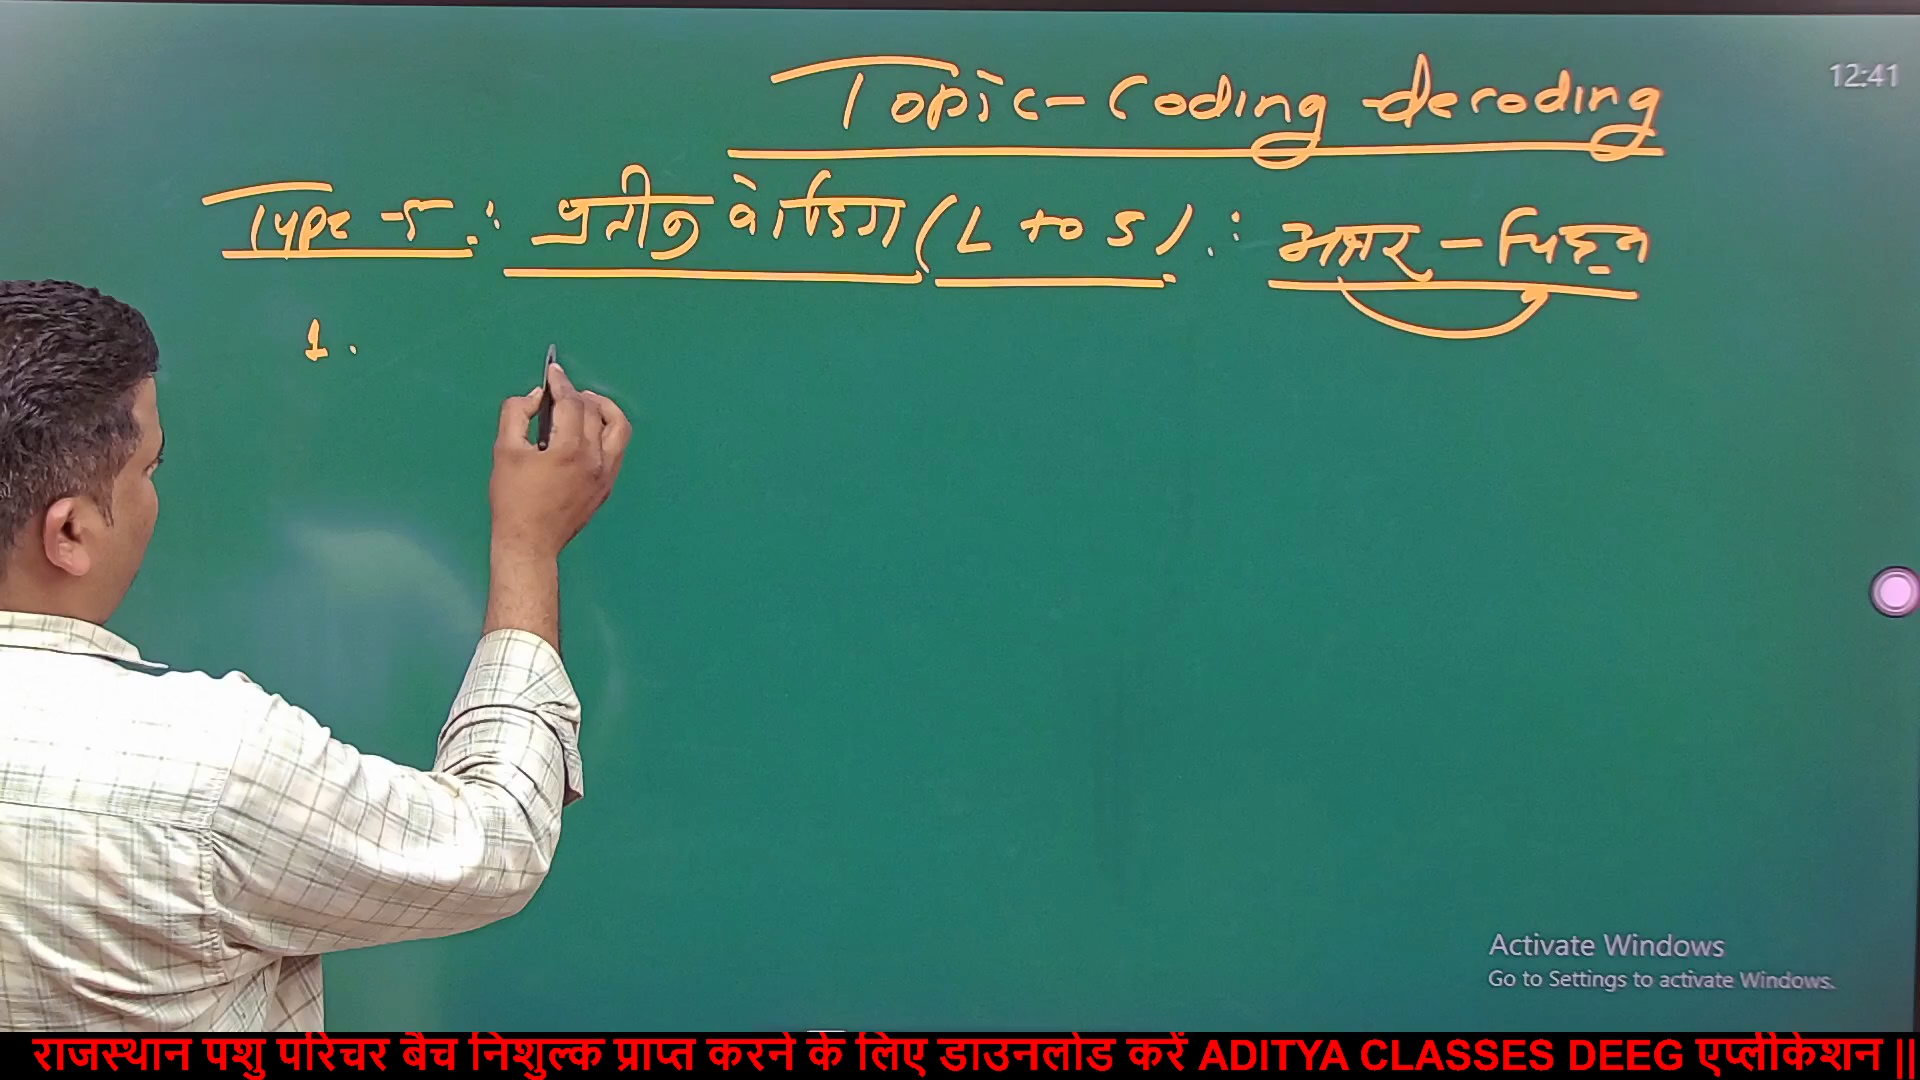 Topic - Coding decoding
12:41
Type - 5 : प्रतीक कोडिंग ( L to S ) : अक्षर - चिह्न
1.
Activate Windows
Go to Settings to activate Windows.
राजस्थान पशु परिचर बैच निशुल्क प्राप्त करने के लिए डाउनलोड करें ADITYA CLASSES DEEG एप्लीकेशन ||